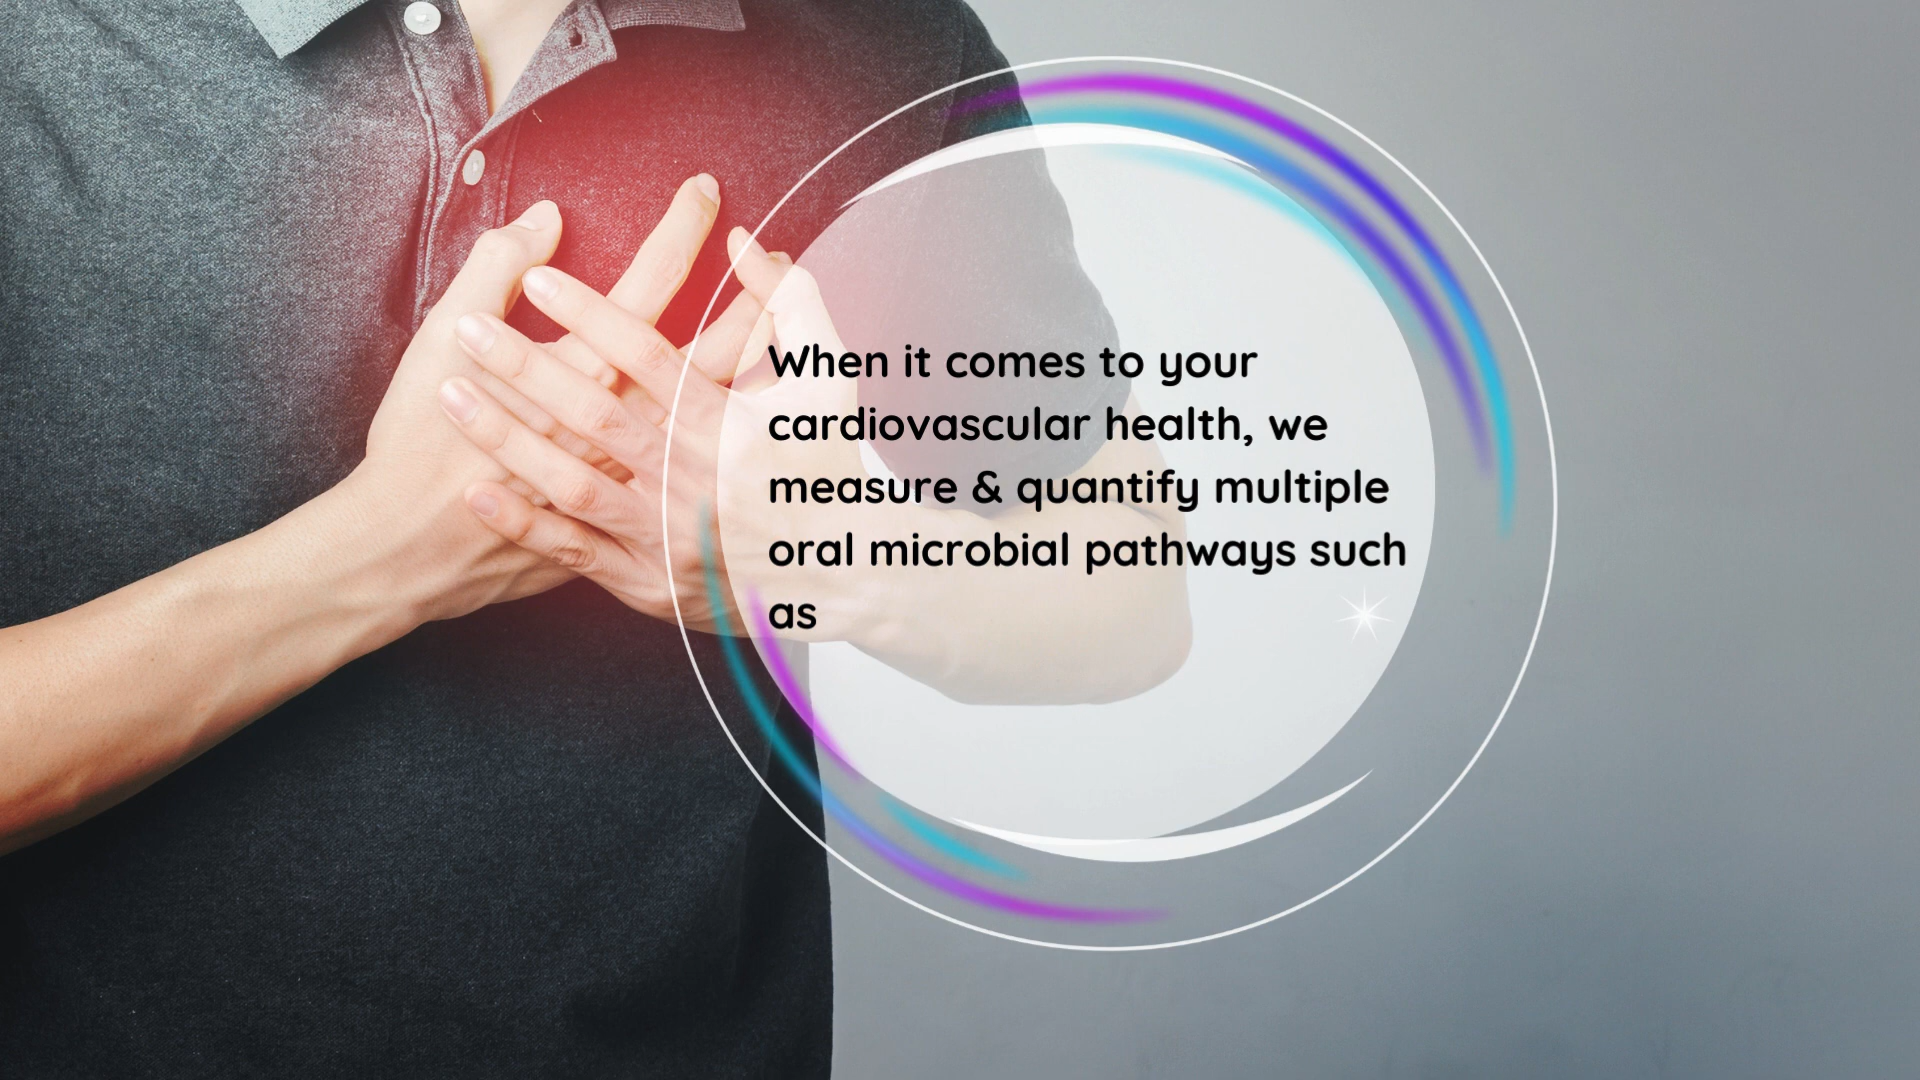 When it comes to your
cardiovascular health, we
measure & quantify multiple
oral microbial pathways such
as